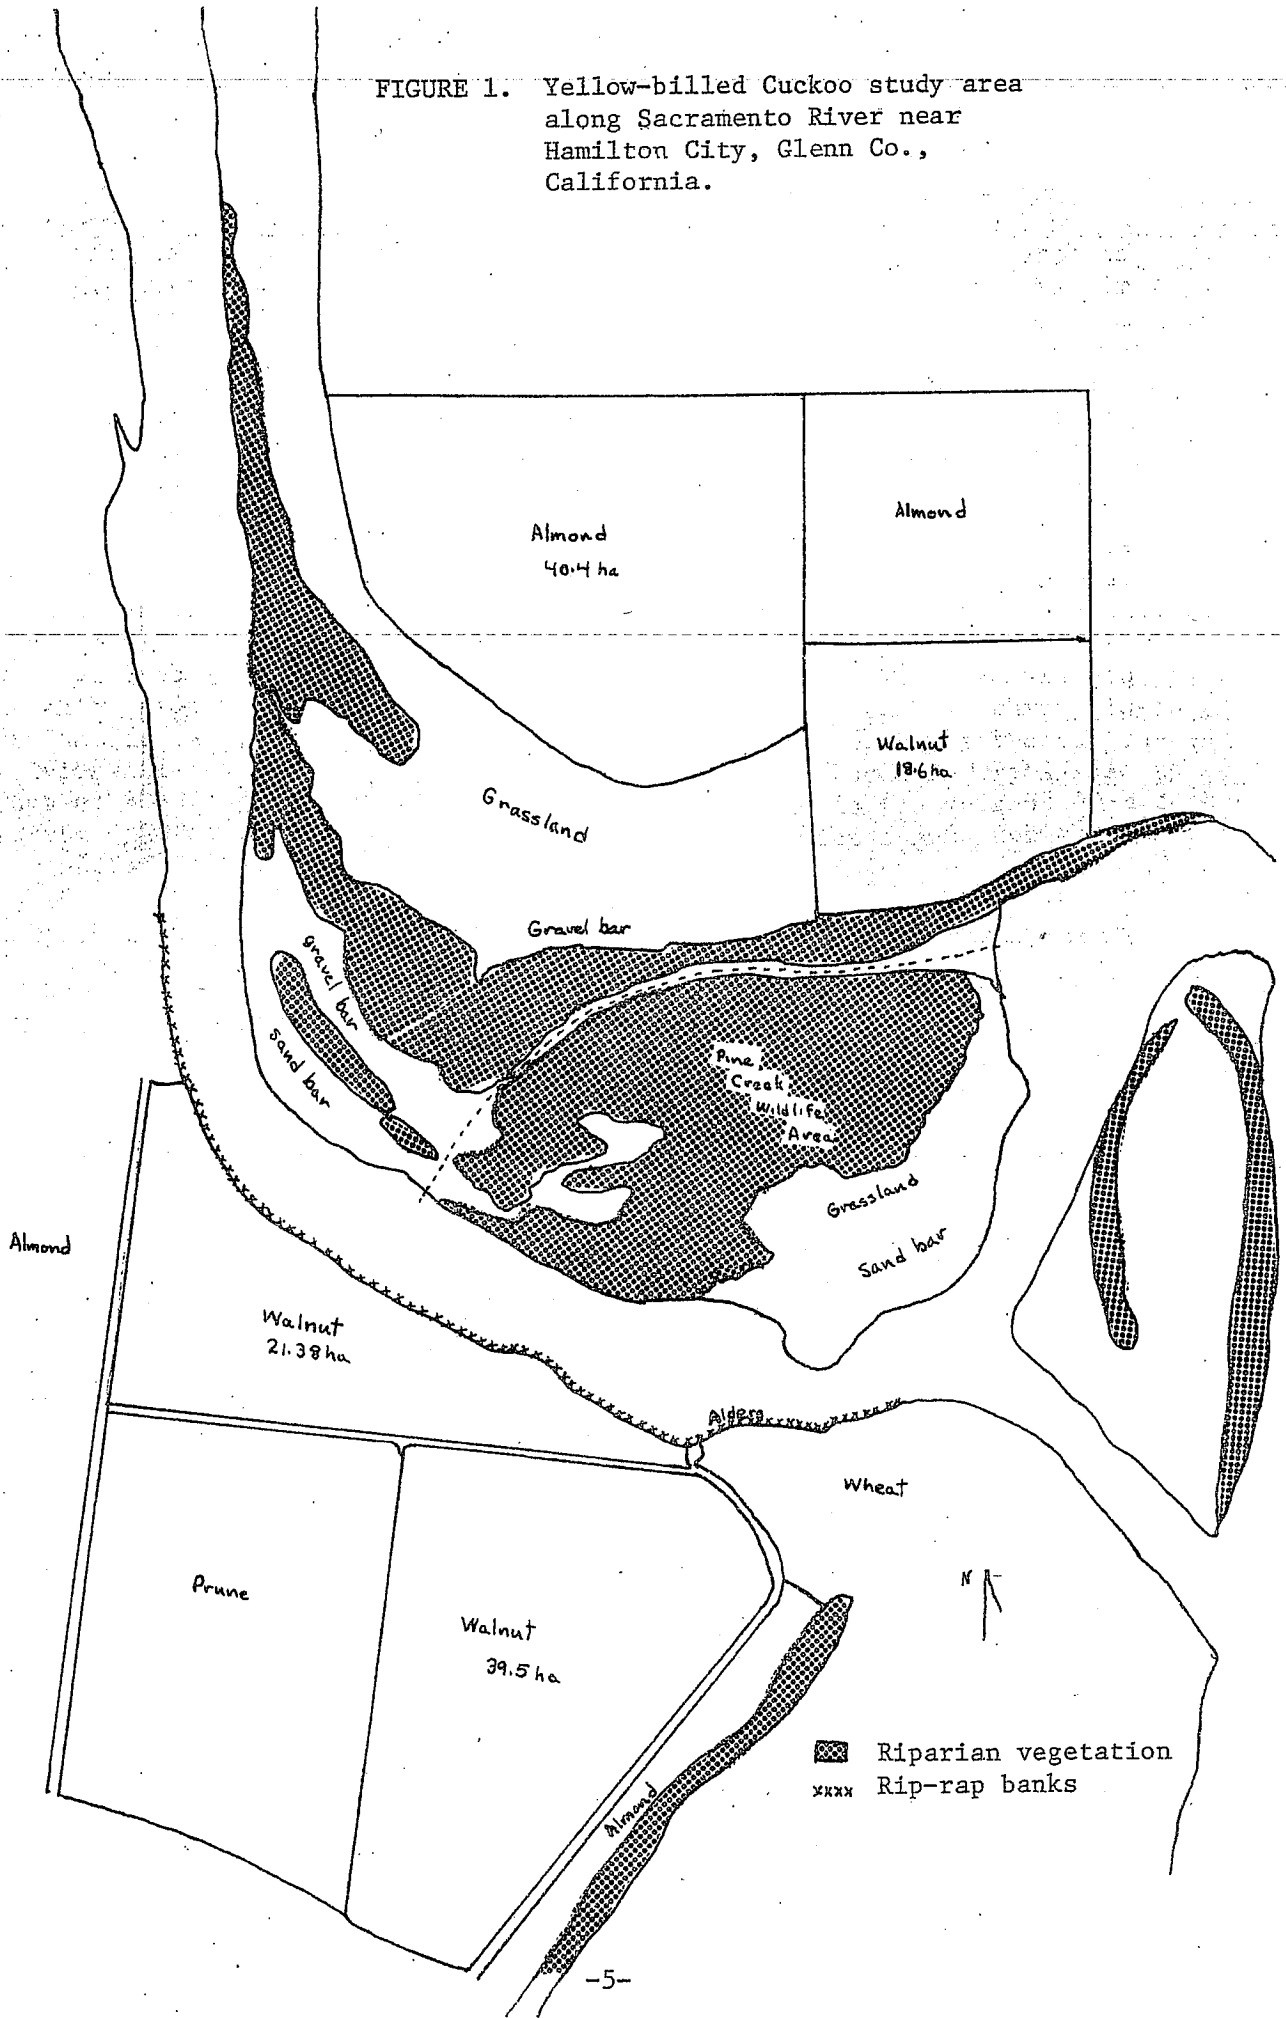 FIGURE 1. Yellow-billed Cuckoo study area
along Sacramento River near
Hamilton City, Glenn Co.,
California.
Almond
40.4 ha
Almond
Walnut
18.6 ha
Grassland
Gravel bar
gravel bar
Sand bar
Pine
Creek
Wildlife
Area
Grassland
Sand bar
Almond
Walnut
21.38 ha
Alders
Wheat
Prune
N
Walnut
39.5 ha
Riparian vegetation
xxxx Rip-rap banks
Almond
-5-